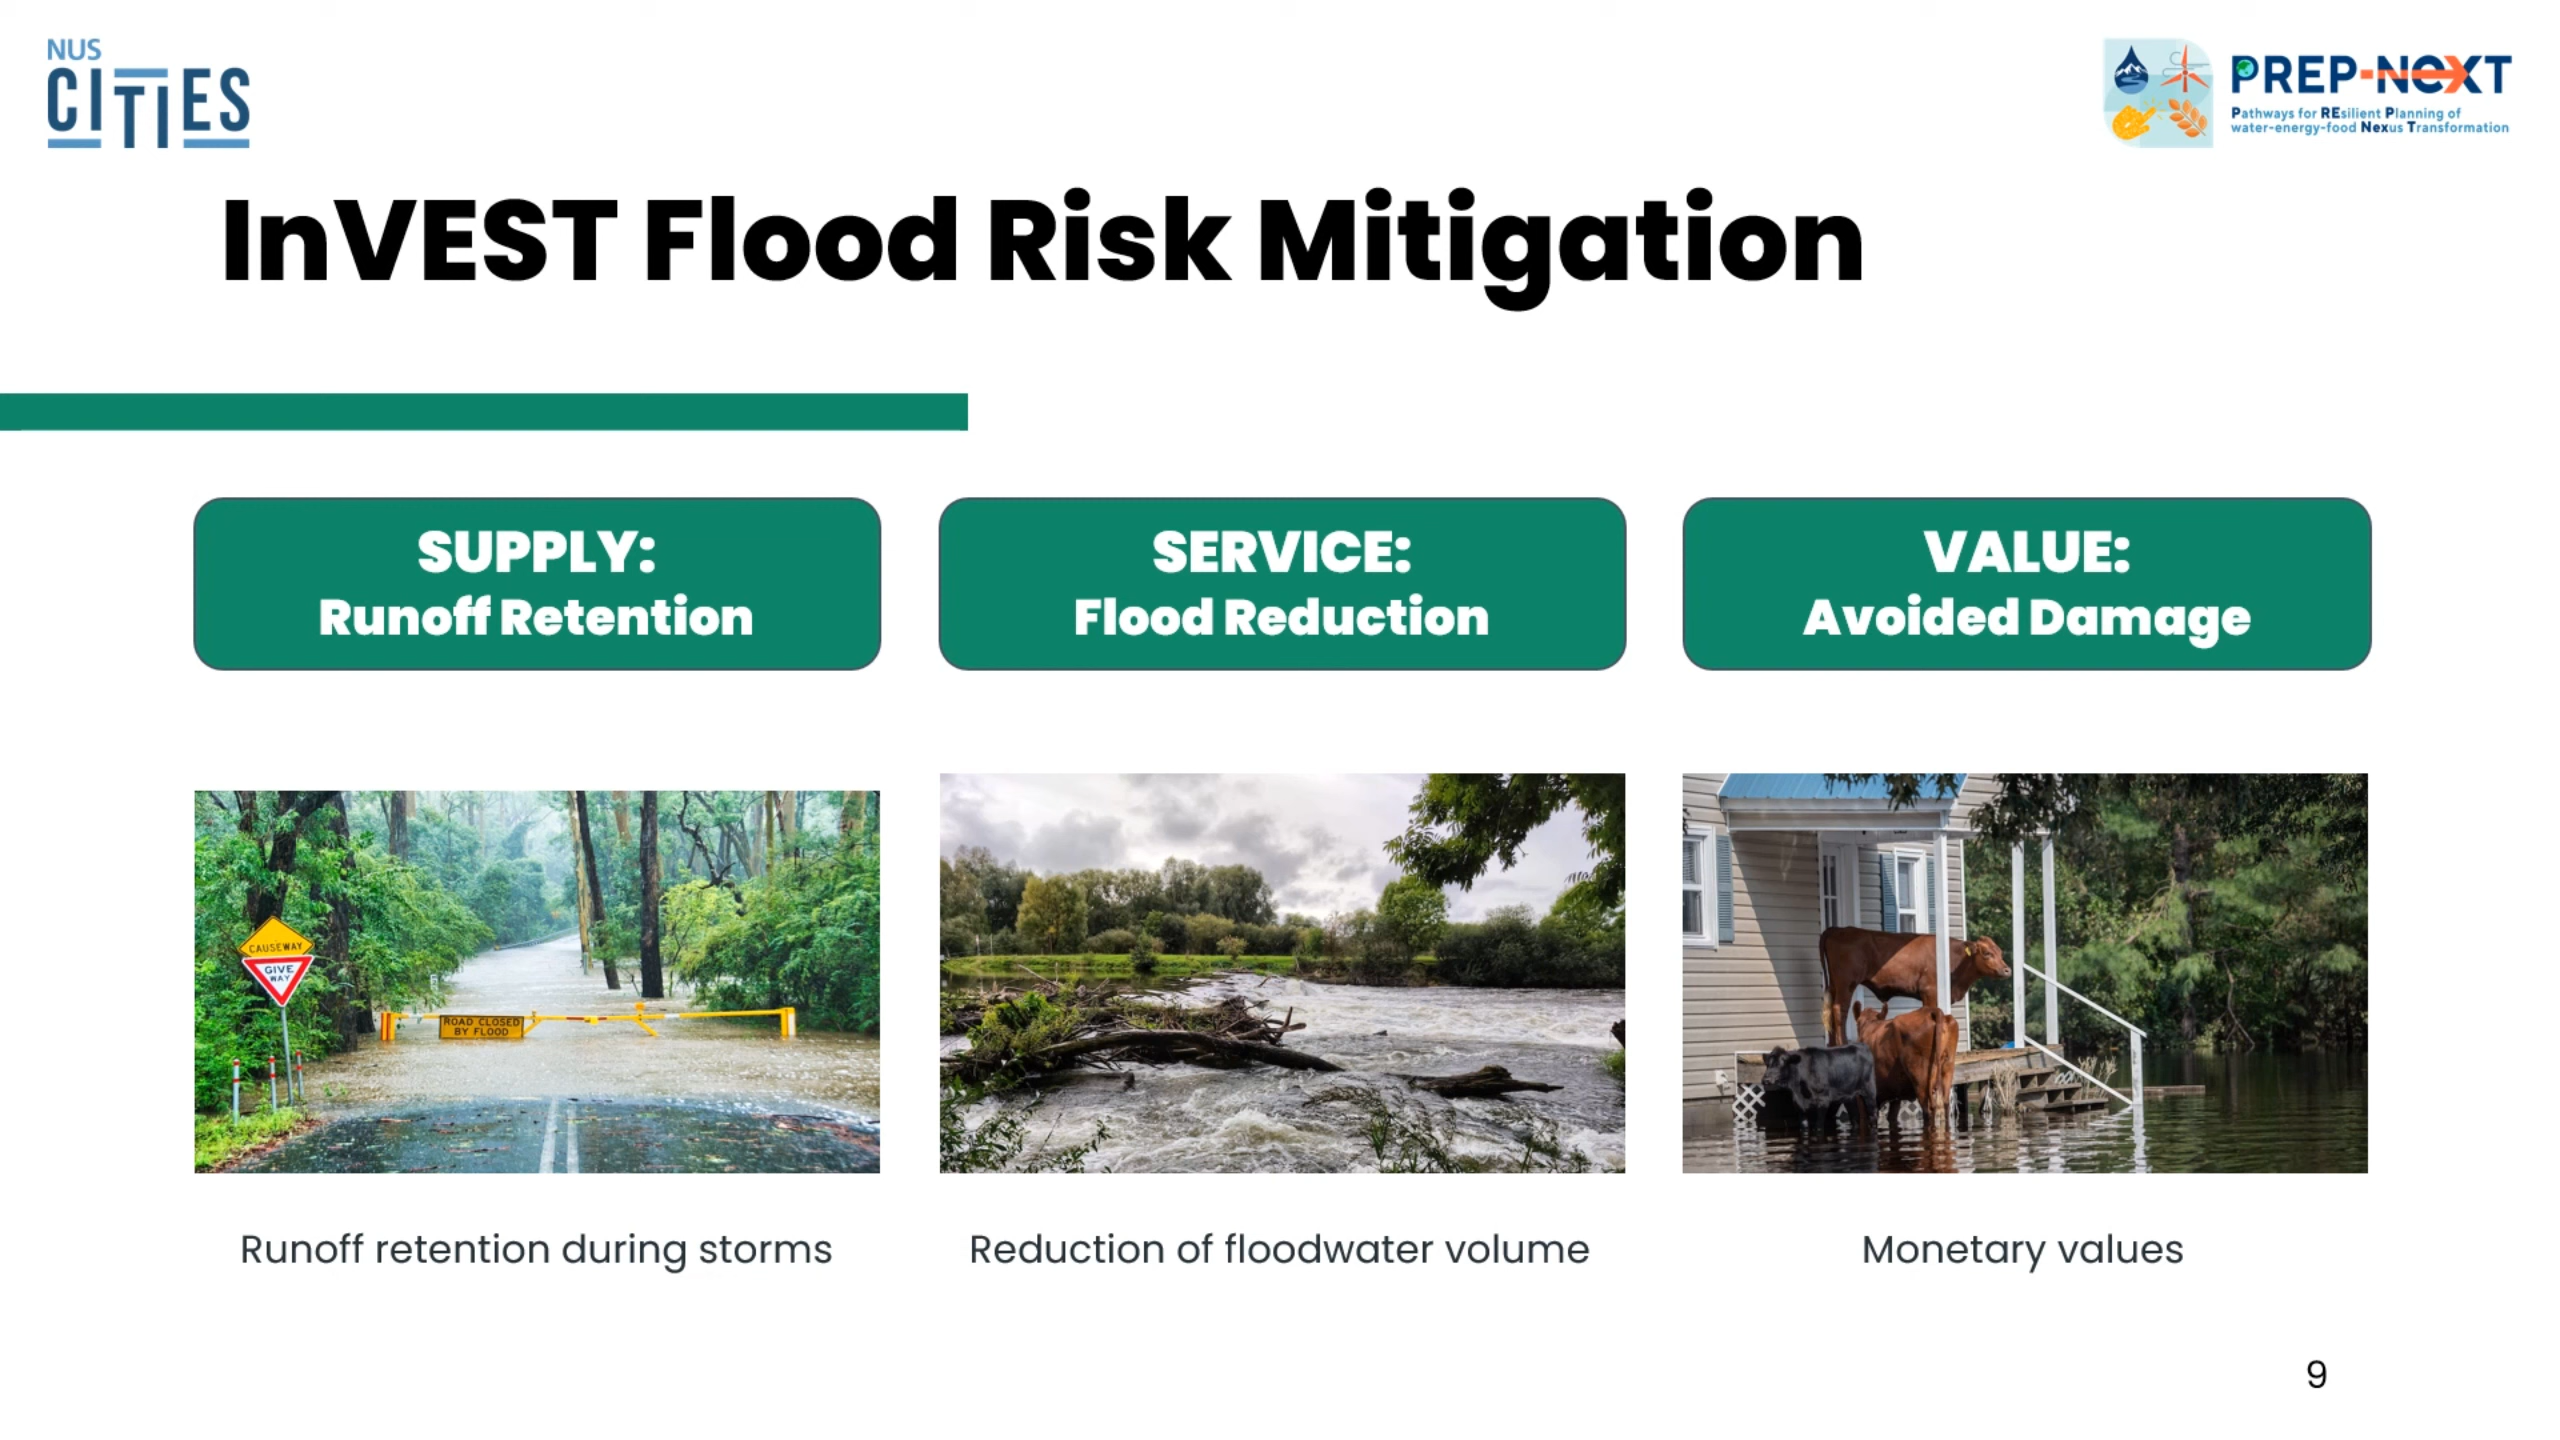 NUS
CITIES
PREP-NEXT
Pathways for REsilient Planning of
water-energy-food Nexus Transformation
InVEST Flood Risk Mitigation
SUPPLY:
Runoff Retention
SERVICE:
Flood Reduction
VALUE:
Avoided Damage
CAUSEWAY
GIVE
WAY
ROAD CLOSED
BY FLOOD
Runoff retention during storms
Reduction of floodwater volume
Monetary values
9